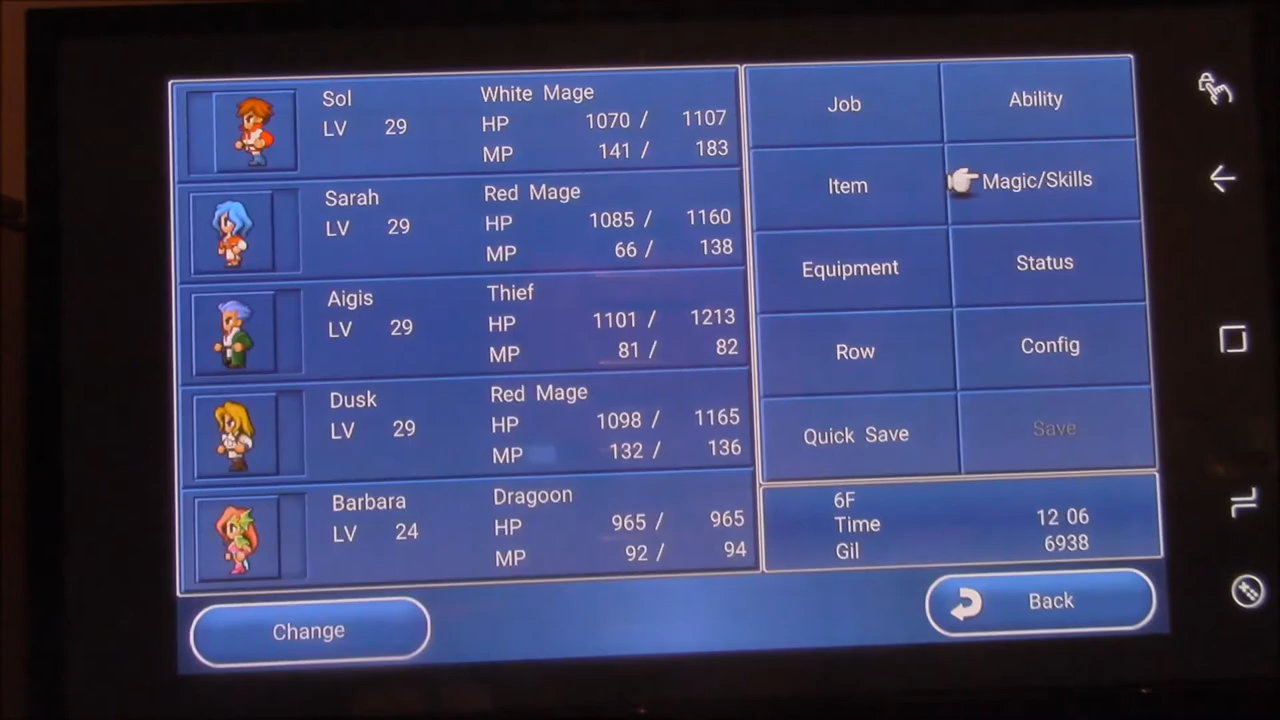 Sol White Mage
LV 29 HP 1070 / 1107
MP 141 / 183
Sarah Red Mage
LV 29 HP 1085 / 1160
MP 66 / 138
Aigis Thief
LV 29 HP 1101 / 1213
MP 81 / 82
Dusk Red Mage
LV 29 HP 1098 / 1165
MP 132 / 136
Barbara Dragoon
LV 24 HP 965 / 965
MP 92 / 94
Change
Job Ability
Item Magic/Skills
Equipment Status
Row Config
Quick Save Save
6F
Time 12 06
Gil 6938
Back